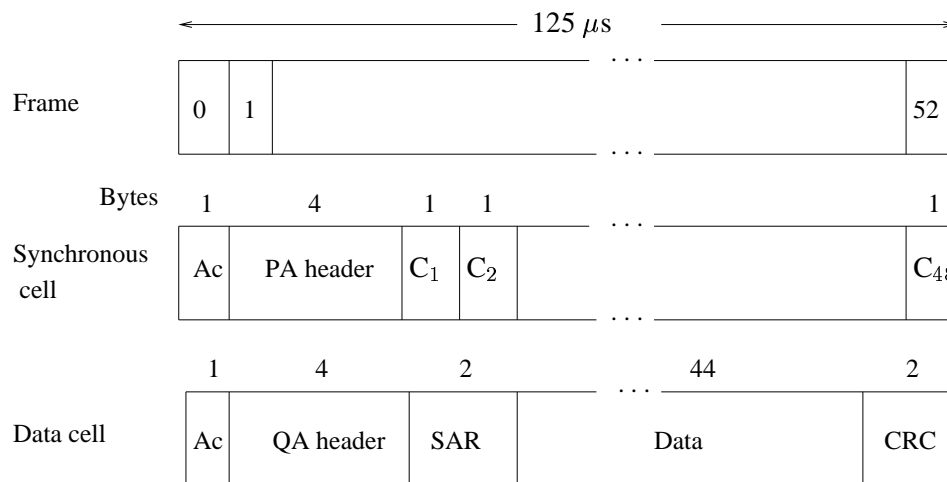 125 μs
. . .
Frame 0 1 52
. . .
Bytes 1 4 1 1 1
. . .
Synchronous cell Ac PA header C₁ C₂
. . .
1 4 2 . . . 44 2
Data cell Ac QA header SAR Data CRC